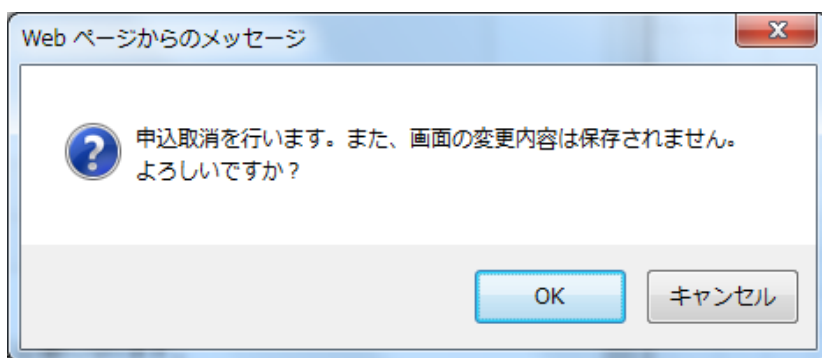 Web ページからのメッセージ
申込取消を行います。また、画面の変更内容は保存されません。
よろしいですか？
OK
キャンセル